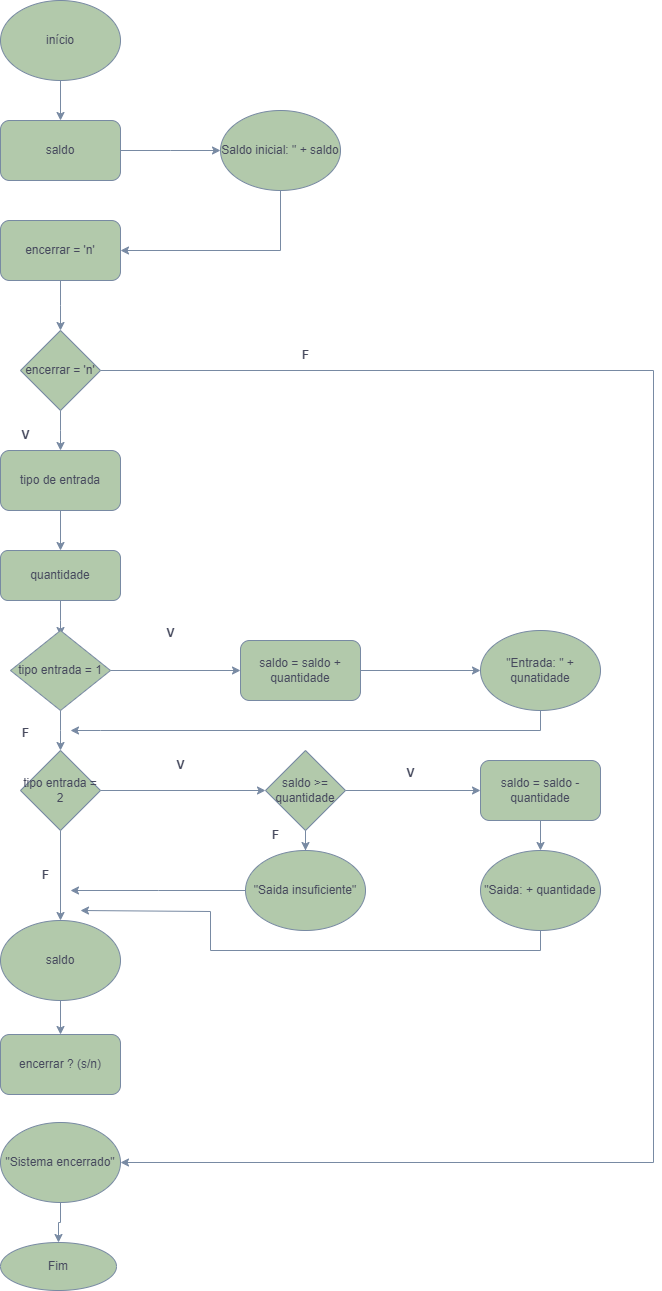 início
saldo
Saldo inicial: " + saldo
encerrar = 'n'
encerrar = 'n'
F
V
tipo de entrada
quantidade
V
tipo entrada = 1
saldo = saldo +
quantidade
"Entrada: " +
qunatidade
F
tipo entrada =
2
V
saldo >=
quantidade
V
saldo = saldo -
quantidade
F
F
"Saida insuficiente"
"Saida: + quantidade
saldo
encerrar ? (s/n)
"Sistema encerrado"
Fim